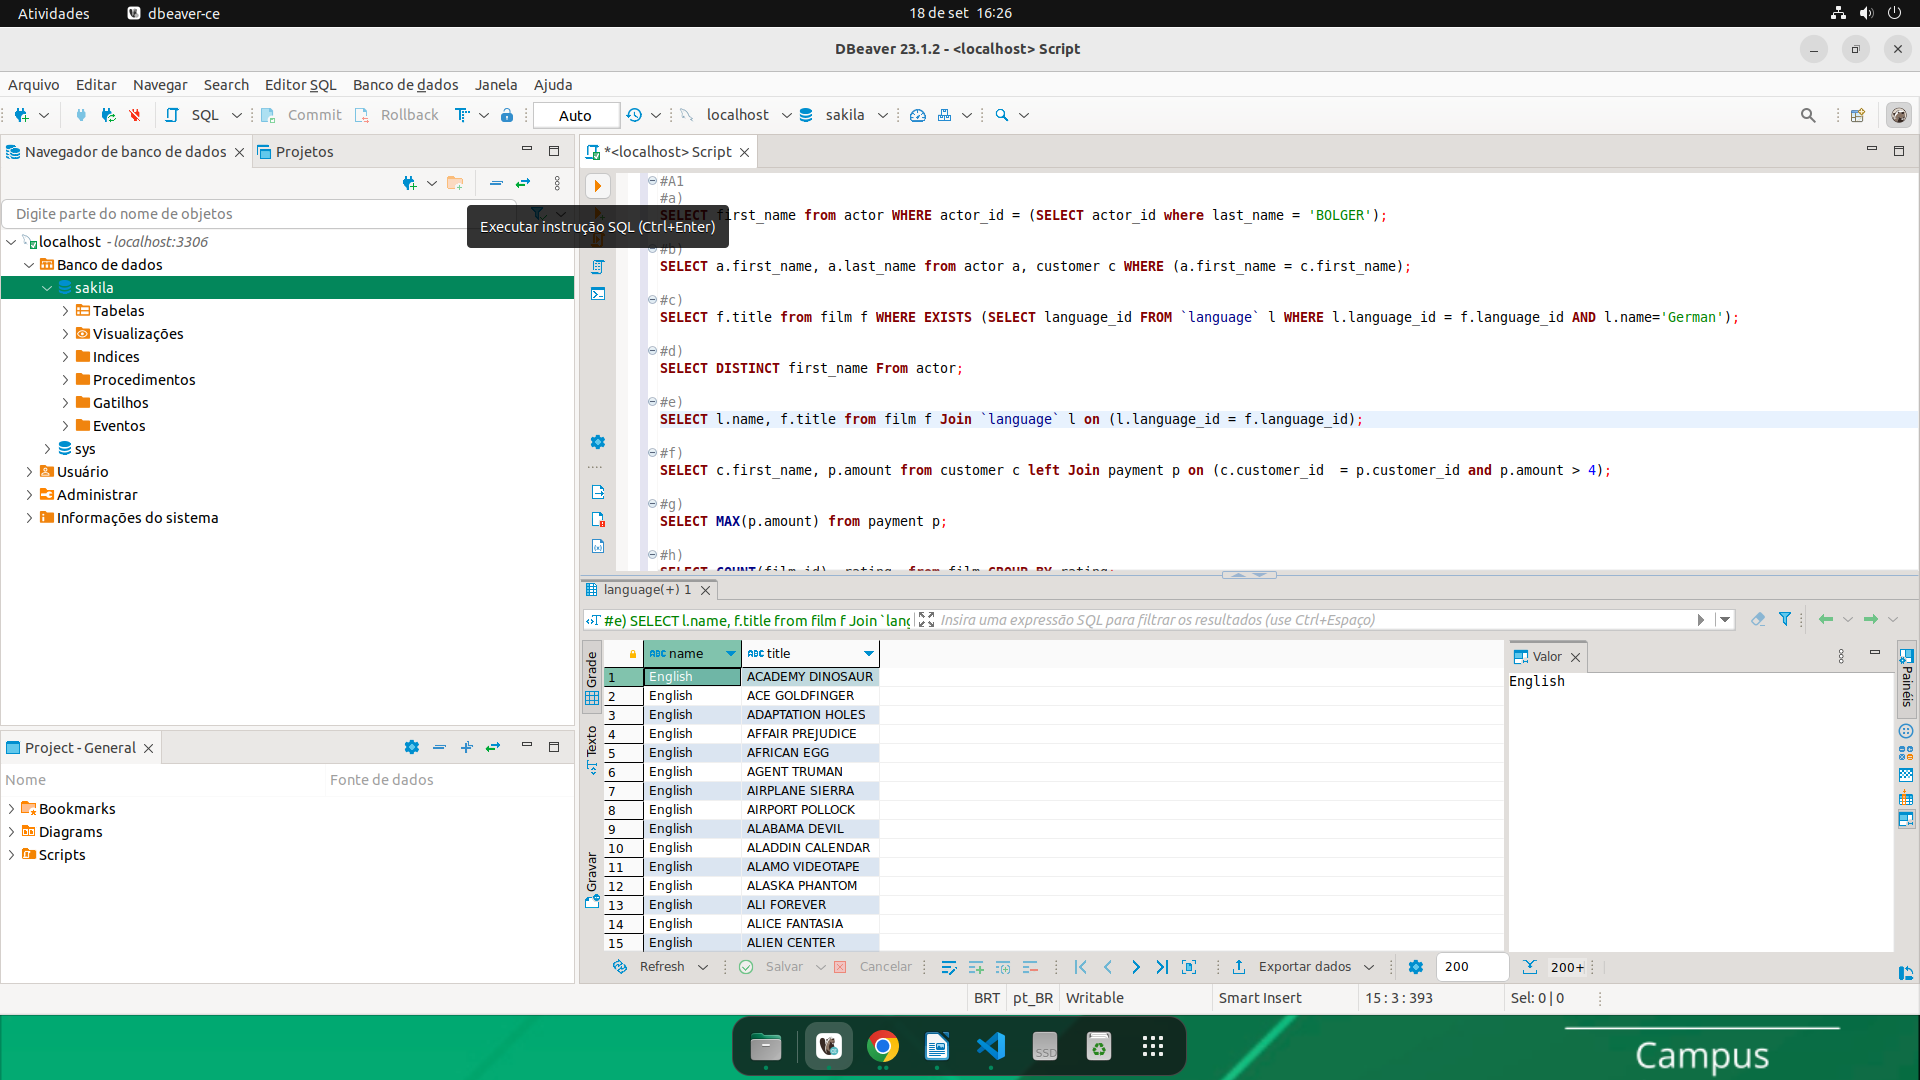 Atividades dbeaver-ce 18 de set 16:26
DBeaver 23.1.2 - <localhost> Script
Arquivo Editar Navegar Search Editor SQL Banco de dados Janela Ajuda
SQL Commit Rollback Auto localhost sakila
Navegador de banco de dados Projetos
Digite parte do nome de objetos
localhost - localhost:3306
Banco de dados
sakila
Tabelas
Visualizações
Indices
Procedimentos
Gatilhos
Eventos
sys
Usuário
Administrar
Informações do sistema
Executar instrução SQL (Ctrl+Enter)
Project - General
Nome Fonte de dados
Bookmarks
Diagrams
Scripts
*<localhost> Script
#A1
#a)
SELECT first_name from actor WHERE actor_id = (SELECT actor_id where last_name = 'BOLGER');
#b)
SELECT a.first_name, a.last_name from actor a, customer c WHERE (a.first_name = c.first_name);
#c)
SELECT f.title from film f WHERE EXISTS (SELECT language_id FROM `language` l WHERE l.language_id = f.language_id AND l.name='German');
#d)
SELECT DISTINCT first_name From actor;
#e)
SELECT l.name, f.title from film f Join `language` l on (l.language_id = f.language_id);
#f)
SELECT c.first_name, p.amount from customer c left Join payment p on (c.customer_id  = p.customer_id and p.amount > 4);
#g)
SELECT MAX(p.amount) from payment p;
#h)
SELECT COUNT(film_id), rating  from film GROUP BY rating;
language(+) 1
#e) SELECT l.name, f.title from film f Join `lang Insira uma expressão SQL para filtrar os resultados (use Ctrl+Espaço)
Grade
Texto
Gravar
ABC name ABC title
1 English ACADEMY DINOSAUR
2 English ACE GOLDFINGER
3 English ADAPTATION HOLES
4 English AFFAIR PREJUDICE
5 English AFRICAN EGG
6 English AGENT TRUMAN
7 English AIRPLANE SIERRA
8 English AIRPORT POLLOCK
9 English ALABAMA DEVIL
10 English ALADDIN CALENDAR
11 English ALAMO VIDEOTAPE
12 English ALASKA PHANTOM
13 English ALI FOREVER
14 English ALICE FANTASIA
15 English ALIEN CENTER
Valor
English
Painéis
Refresh Salvar Cancelar Exportar dados 200 200+
BRT pt_BR Writable Smart Insert 15 : 3 : 393 Sel: 0 | 0
SSD
Campus